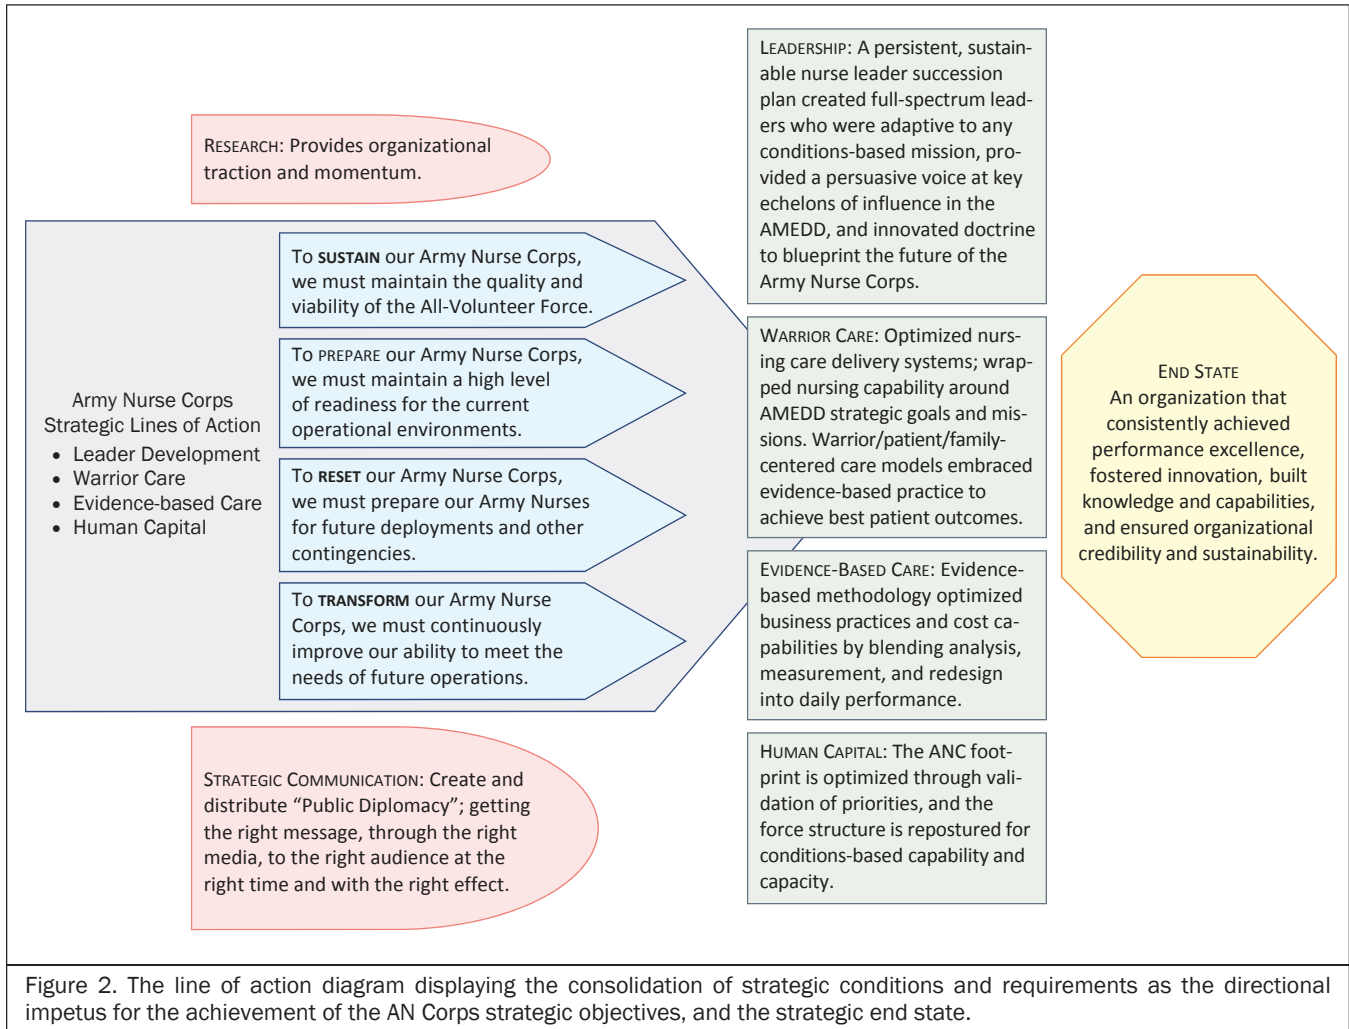 RESEARCH: Provides organizational
traction and momentum.
Army Nurse Corps
Strategic Lines of Action
• Leader Development
• Warrior Care
• Evidence-based Care
• Human Capital
To SUSTAIN our Army Nurse Corps,
we must maintain the quality and
viability of the All-Volunteer Force.
To PREPARE our Army Nurse Corps,
we must maintain a high level
of readiness for the current
operational environments.
To RESET our Army Nurse Corps,
we must prepare our Army Nurses
for future deployments and other
contingencies.
To TRANSFORM our Army Nurse
Corps, we must continuously
improve our ability to meet the
needs of future operations.
STRATEGIC COMMUNICATION: Create and
distribute “Public Diplomacy”; getting
the right message, through the right
media, to the right audience at the
right time and with the right effect.
LEADERSHIP: A persistent, sustain-
able nurse leader succession
plan created full-spectrum lead-
ers who were adaptive to any
conditions-based mission, pro-
vided a persuasive voice at key
echelons of influence in the
AMEDD, and innovated doctrine
to blueprint the future of the
Army Nurse Corps.
WARRIOR CARE: Optimized nurs-
ing care delivery systems; wrap-
ped nursing capability around
AMEDD strategic goals and mis-
sions. Warrior/patient/family-
centered care models embraced
evidence-based practice to
achieve best patient outcomes.
EVIDENCE-BASED CARE: Evidence-
based methodology optimized
business practices and cost ca-
pabilities by blending analysis,
measurement, and redesign
into daily performance.
HUMAN CAPITAL: The ANC foot-
print is optimized through vali-
dation of priorities, and the
force structure is repostured for
conditions-based capability and
capacity.
END STATE
An organization that
consistently achieved
performance excellence,
fostered innovation, built
knowledge and capabilities,
and ensured organizational
credibility and sustainability.
Figure 2. The line of action diagram displaying the consolidation of strategic conditions and requirements as the directional
impetus for the achievement of the AN Corps strategic objectives, and the strategic end state.